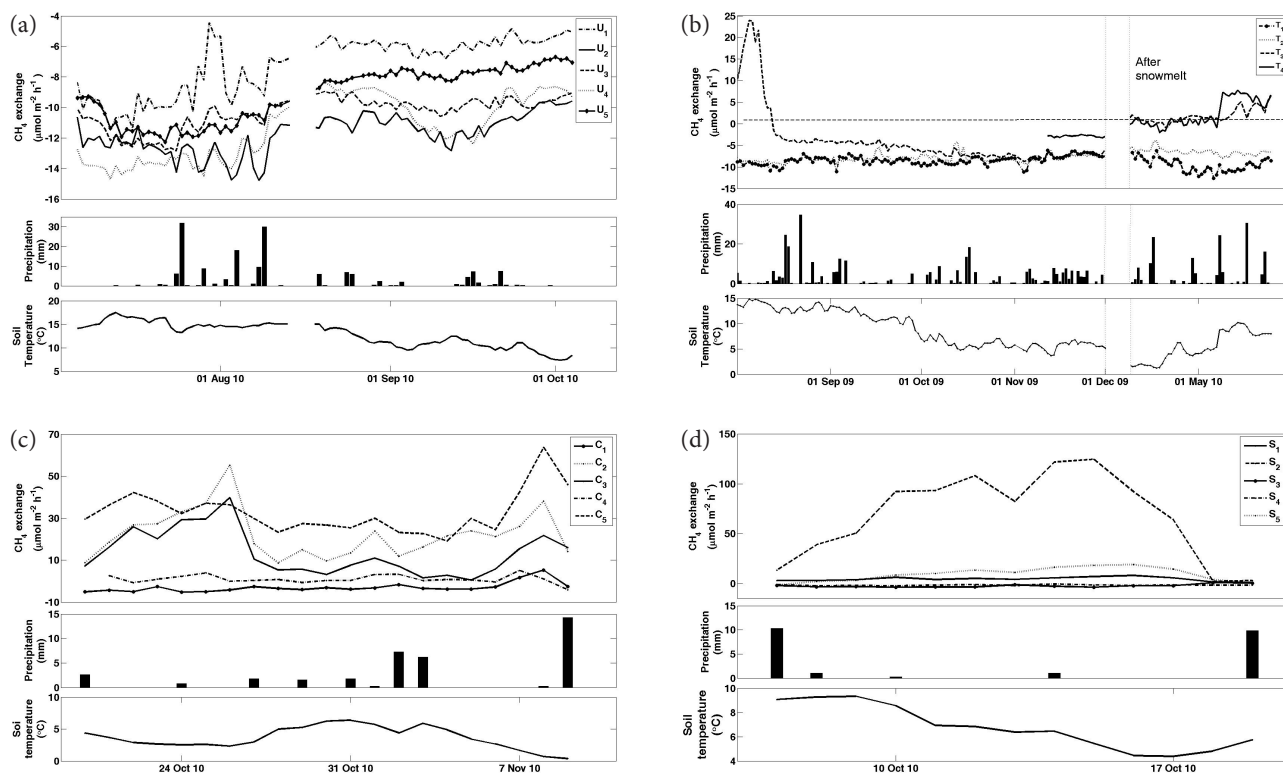 (a)
-4
-6
-8
-10
-12
-14
-16
CH4 exchange
(μmol m-2 h-1)
U1
U2
U3
U4
U5
30
20
10
0
Precipitation
(mm)
20
15
10
5
Soil
Temperature
(°C)
01 Aug 10
01 Sep 10
01 Oct 10
(b)
25
20
15
10
5
0
-5
-10
-15
CH4 exchange
(μmol m-2 h-1)
After
snowmelt
40
20
0
Precipitation
(mm)
15
10
5
0
Soil
Temperature
(°C)
01 Sep 09
01 Oct 09
01 Nov 09
01 Dec 09
01 May 10
(c)
70
50
30
10
-10
CH4 exchange
(μmol m-2 h-1)
C1
C2
C3
C4
C5
15
10
5
0
Precipitation
(mm)
10
5
0
Soi
temperature
(°C)
24 Oct 10
31 Oct 10
7 Nov 10
(d)
150
100
50
0
CH4 exchange
(μmol m-2 h-1)
S1
S2
S3
S4
S5
15
10
5
0
Precipitation
(mm)
10
8
6
4
Soil
temperature
(°C)
10 Oct 10
17 Oct 10